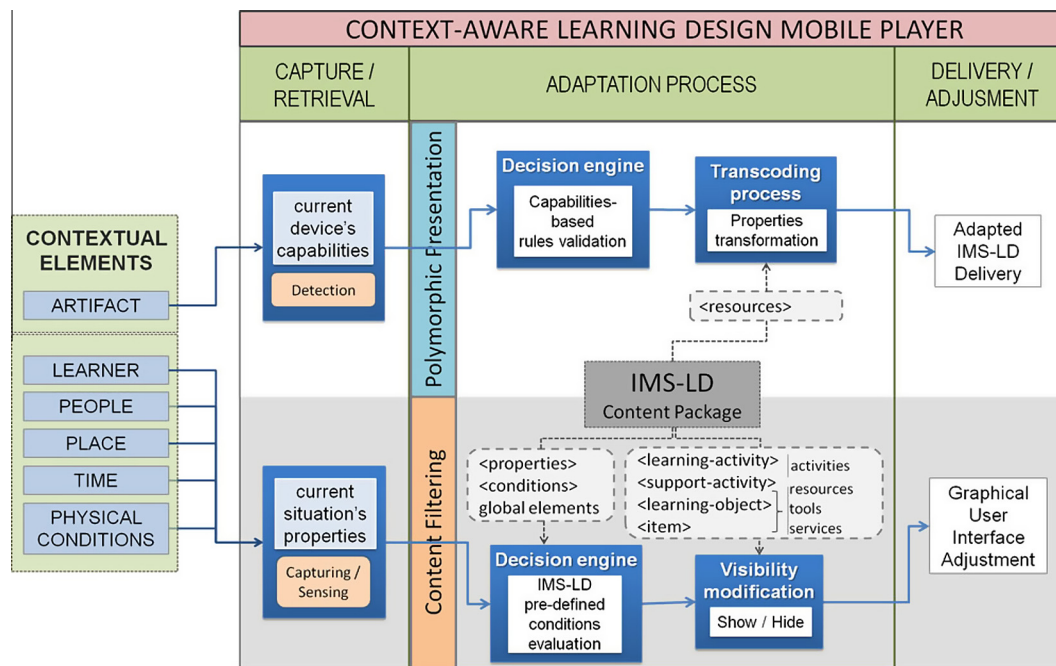 CONTEXT-AWARE LEARNING DESIGN MOBILE PLAYER
CAPTURE /
RETRIEVAL
ADAPTATION PROCESS
DELIVERY /
ADJUSMENT
CONTEXTUAL
ELEMENTS
ARTIFACT
LEARNER
PEOPLE
PLACE
TIME
PHYSICAL
CONDITIONS
current
device's
capabilities
Detection
Polymorphic Presentation
Decision engine
Capabilities-
based
rules validation
Transcoding
process
Properties
transformation
Adapted
IMS-LD
Delivery
<resources>
IMS-LD
Content Package
current
situation's
properties
Capturing /
Sensing
Content Filtering
<properties>
<conditions>
global elements
<learning-activity>
<support-activity>
<learning-object>
<item>
activities
resources
tools
services
Decision engine
IMS-LD
pre-defined
conditions
evaluation
Visibility
modification
Show / Hide
Graphical
User
Interface
Adjustment